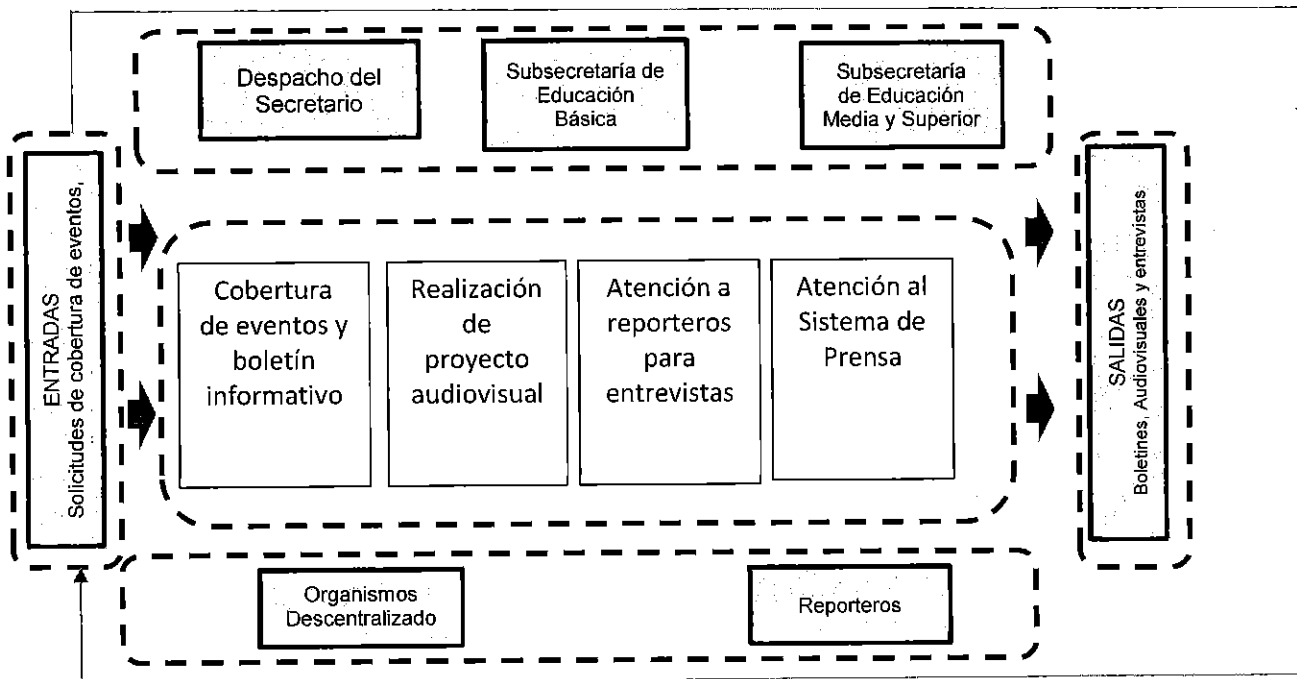 Despacho del
Secretario
Subsecretaría de
Educación
Básica
Subsecretaría
de Educación
Media y Superior
ENTRADAS
Solicitudes de cobertura de eventos,
Cobertura
de eventos y
boletín
informativo
Realización
de
proyecto
audiovisual
Atención a
reporteros
para
entrevistas
Atención al
Sistema de
Prensa
SALIDAS
Boletines, Audiovisuales y entrevistas
Organismos
Descentralizado
Reporteros